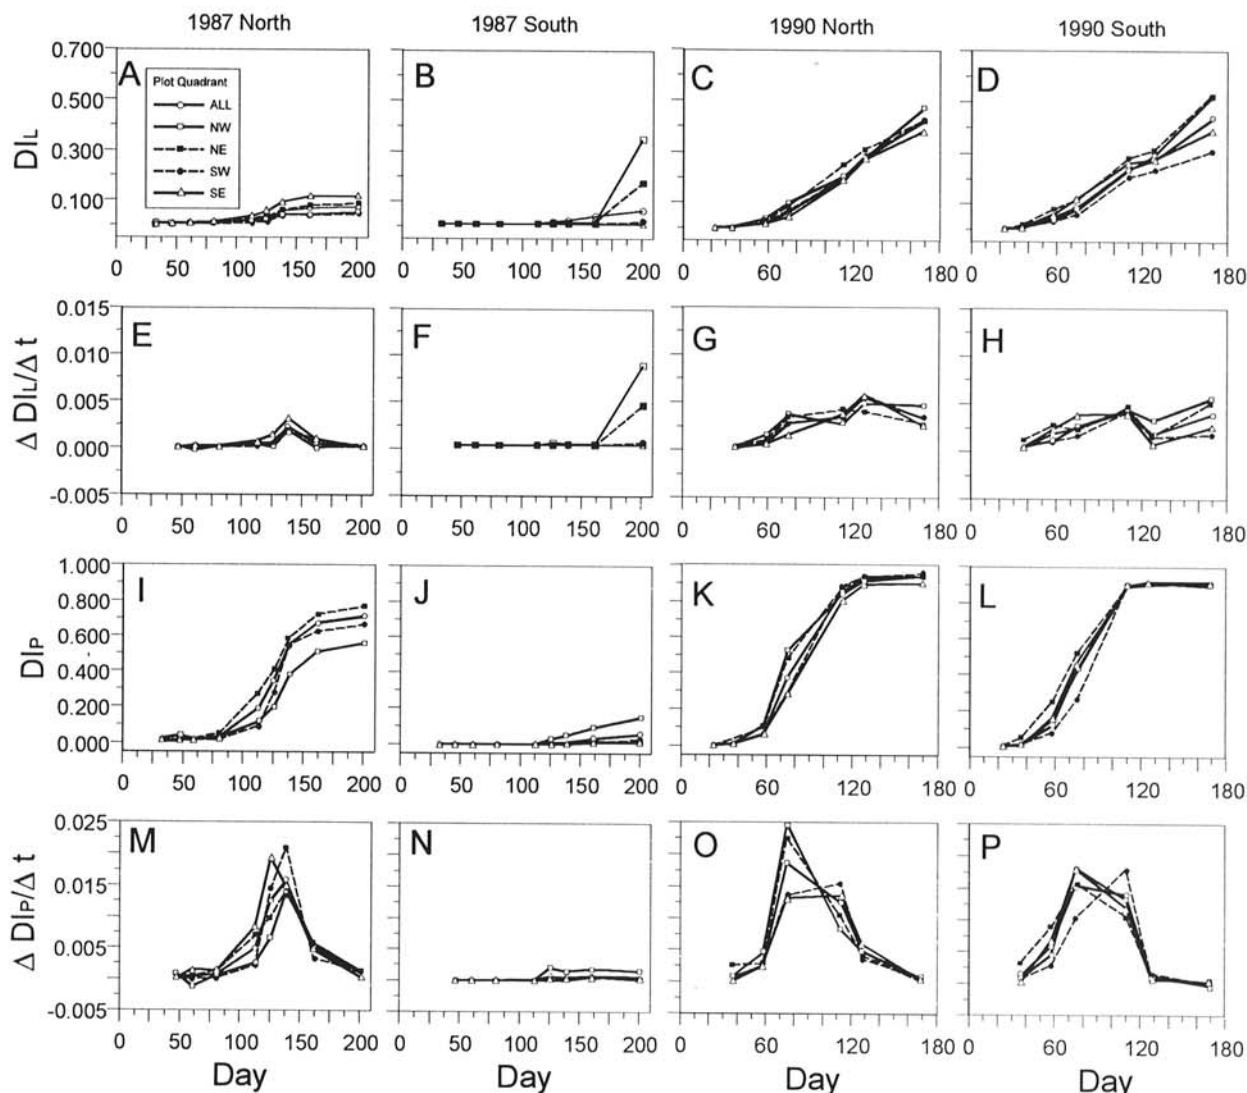 1987 North 1987 South 1990 North 1990 South
0.700 A B C D
Plot Quadrant
ALL
NW
NE
SW
SE
0.500
0.300
0.100
DIL
0 50 100 150 200 0 50 100 150 200 0 60 120 180 0 60 120 180
0.015 E F G H
0.010
0.005
0.000
-0.005
Δ DIL/Δ t
0 50 100 150 200 0 50 100 150 200 0 60 120 180 0 60 120 180
1.000 I J K L
0.800
0.600
0.400
0.200
0.000
DIP
0 50 100 150 200 0 50 100 150 200 0 60 120 180 0 60 120 180
0.025 M N O P
0.015
0.005
-0.005
Δ DIP/Δ t
0 50 100 150 200 0 50 100 150 200 0 60 120 180 0 60 120 180
Day Day Day Day